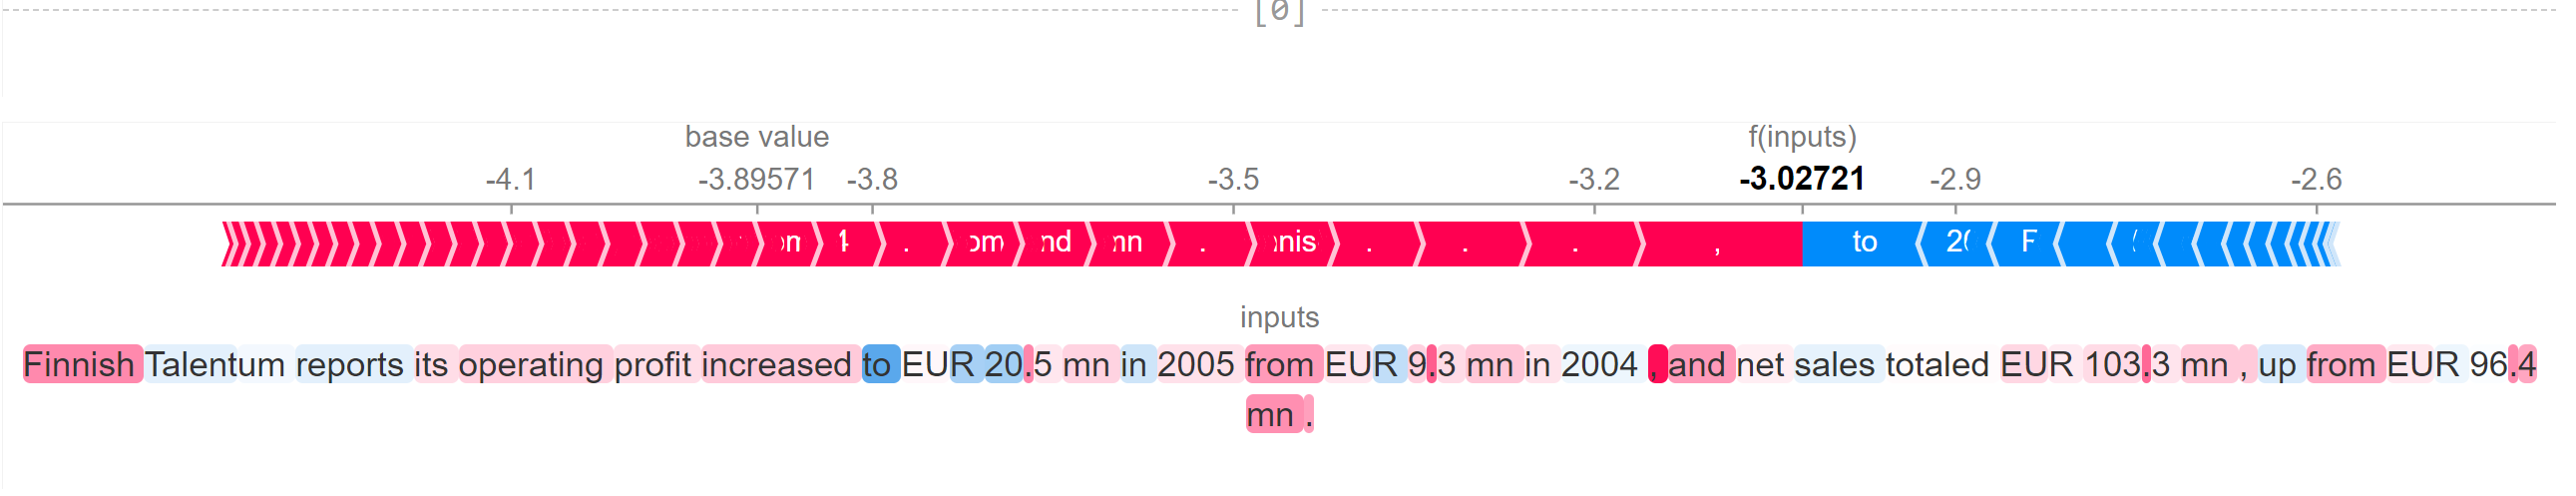 [0]
base value f(inputs)
-4.1 -3.89571 -3.8 -3.5 -3.2 -3.02721 -2.9 -2.6
4 . om nd mn . nis . . . , to 20 F
inputs
Finnish Talentum reports its operating profit increased to EUR 20.5 mn in 2005 from EUR 9.3 mn in 2004 , and net sales totaled EUR 103.3 mn , up from EUR 96.4
mn .